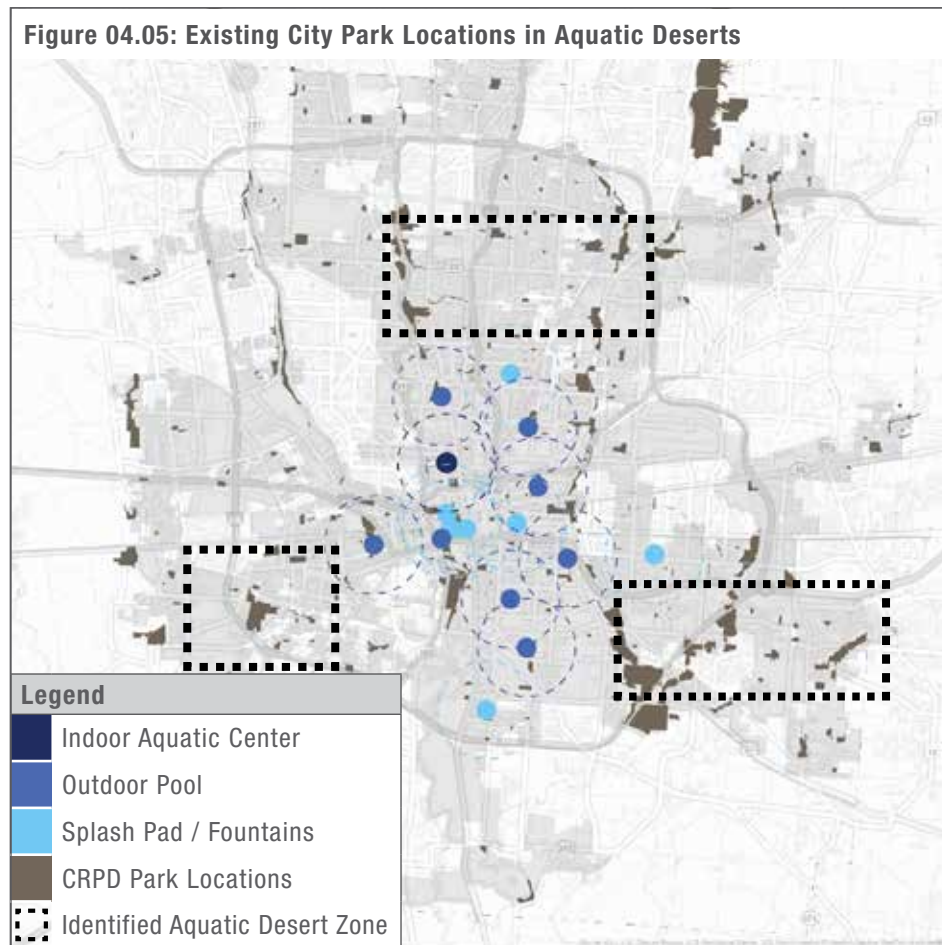 Figure 04.05: Existing City Park Locations in Aquatic Deserts
Legend
Indoor Aquatic Center
Outdoor Pool
Splash Pad / Fountains
CRPD Park Locations
Identified Aquatic Desert Zone